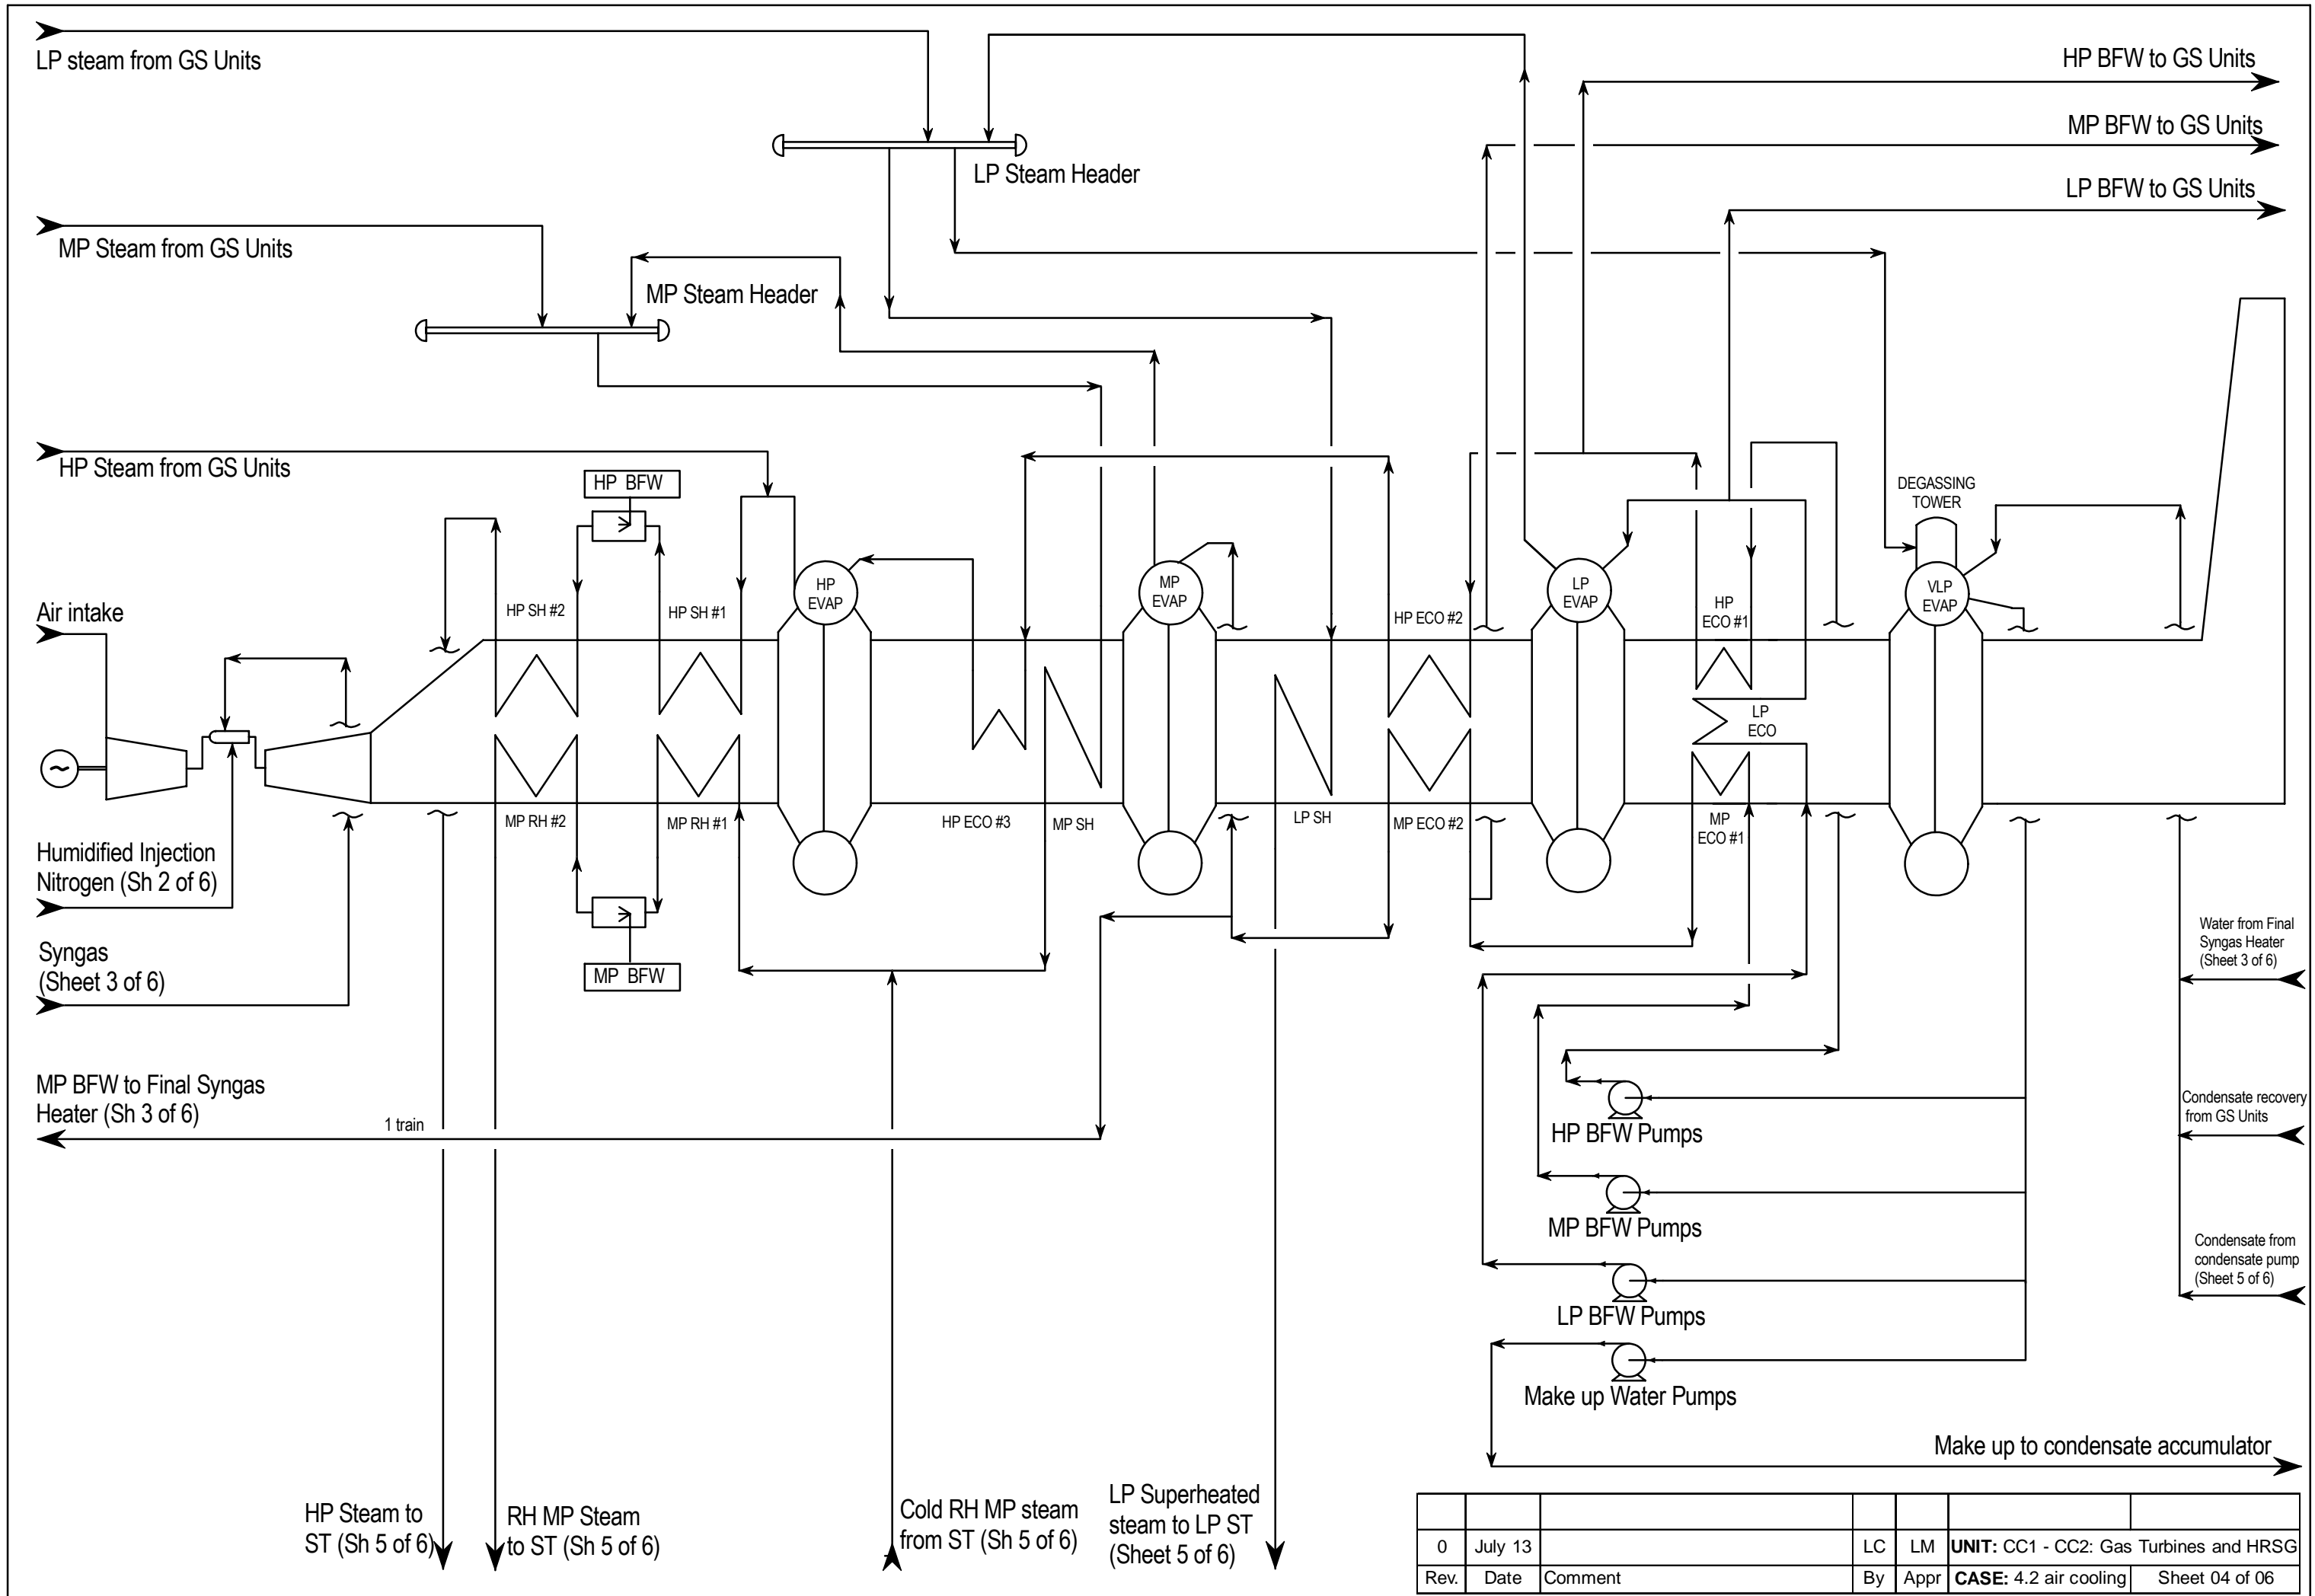 LP steam from GS Units
HP BFW to GS Units
MP BFW to GS Units
LP Steam Header
LP BFW to GS Units
MP Steam from GS Units
MP Steam Header
HP Steam from GS Units
HP BFW
DEGASSING
TOWER
HP
EVAP
MP
EVAP
LP
EVAP
VLP
EVAP
Air intake
HP SH #2
HP SH #1
HP ECO #2
HP
ECO #1
LP
ECO
~
MP RH #2
MP RH #1
HP ECO #3
MP SH
LP SH
MP ECO #2
MP
ECO #1
Humidified Injection
Nitrogen (Sh 2 of 6)
Syngas
(Sheet 3 of 6)
MP BFW
Water from Final
Syngas Heater
(Sheet 3 of 6)
MP BFW to Final Syngas
Heater (Sh 3 of 6)
1 train
HP BFW Pumps
Condensate recovery
from GS Units
MP BFW Pumps
Condensate from
condensate pump
(Sheet 5 of 6)
LP BFW Pumps
Make up Water Pumps
Make up to condensate accumulator
HP Steam to
ST (Sh 5 of 6)
RH MP Steam
to ST (Sh 5 of 6)
Cold RH MP steam
from ST (Sh 5 of 6)
LP Superheated
steam to LP ST
(Sheet 5 of 6)
0 July 13 LC LM UNIT: CC1 - CC2: Gas Turbines and HRSG
Rev. Date Comment By Appr CASE: 4.2 air cooling Sheet 04 of 06